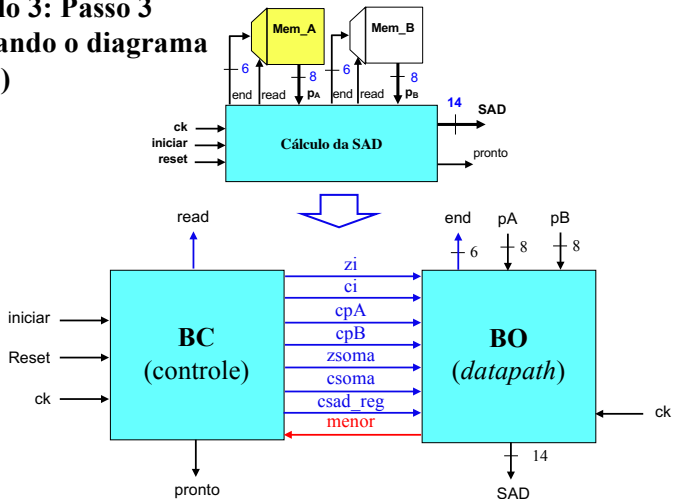 lo 3: Passo 3
ando o diagrama
)
Mem_A
Mem_B
6
8
6
8
end
read
pA
end
read
pB
14
SAD
ck
iniciar
reset
Cálculo da SAD
pronto
read
end
pA
pB
6
8
8
zi
ci
cpA
cpB
zsoma
csoma
csad_reg
menor
iniciar
Reset
ck
BC
(controle)
BO
(datapath)
ck
14
pronto
SAD